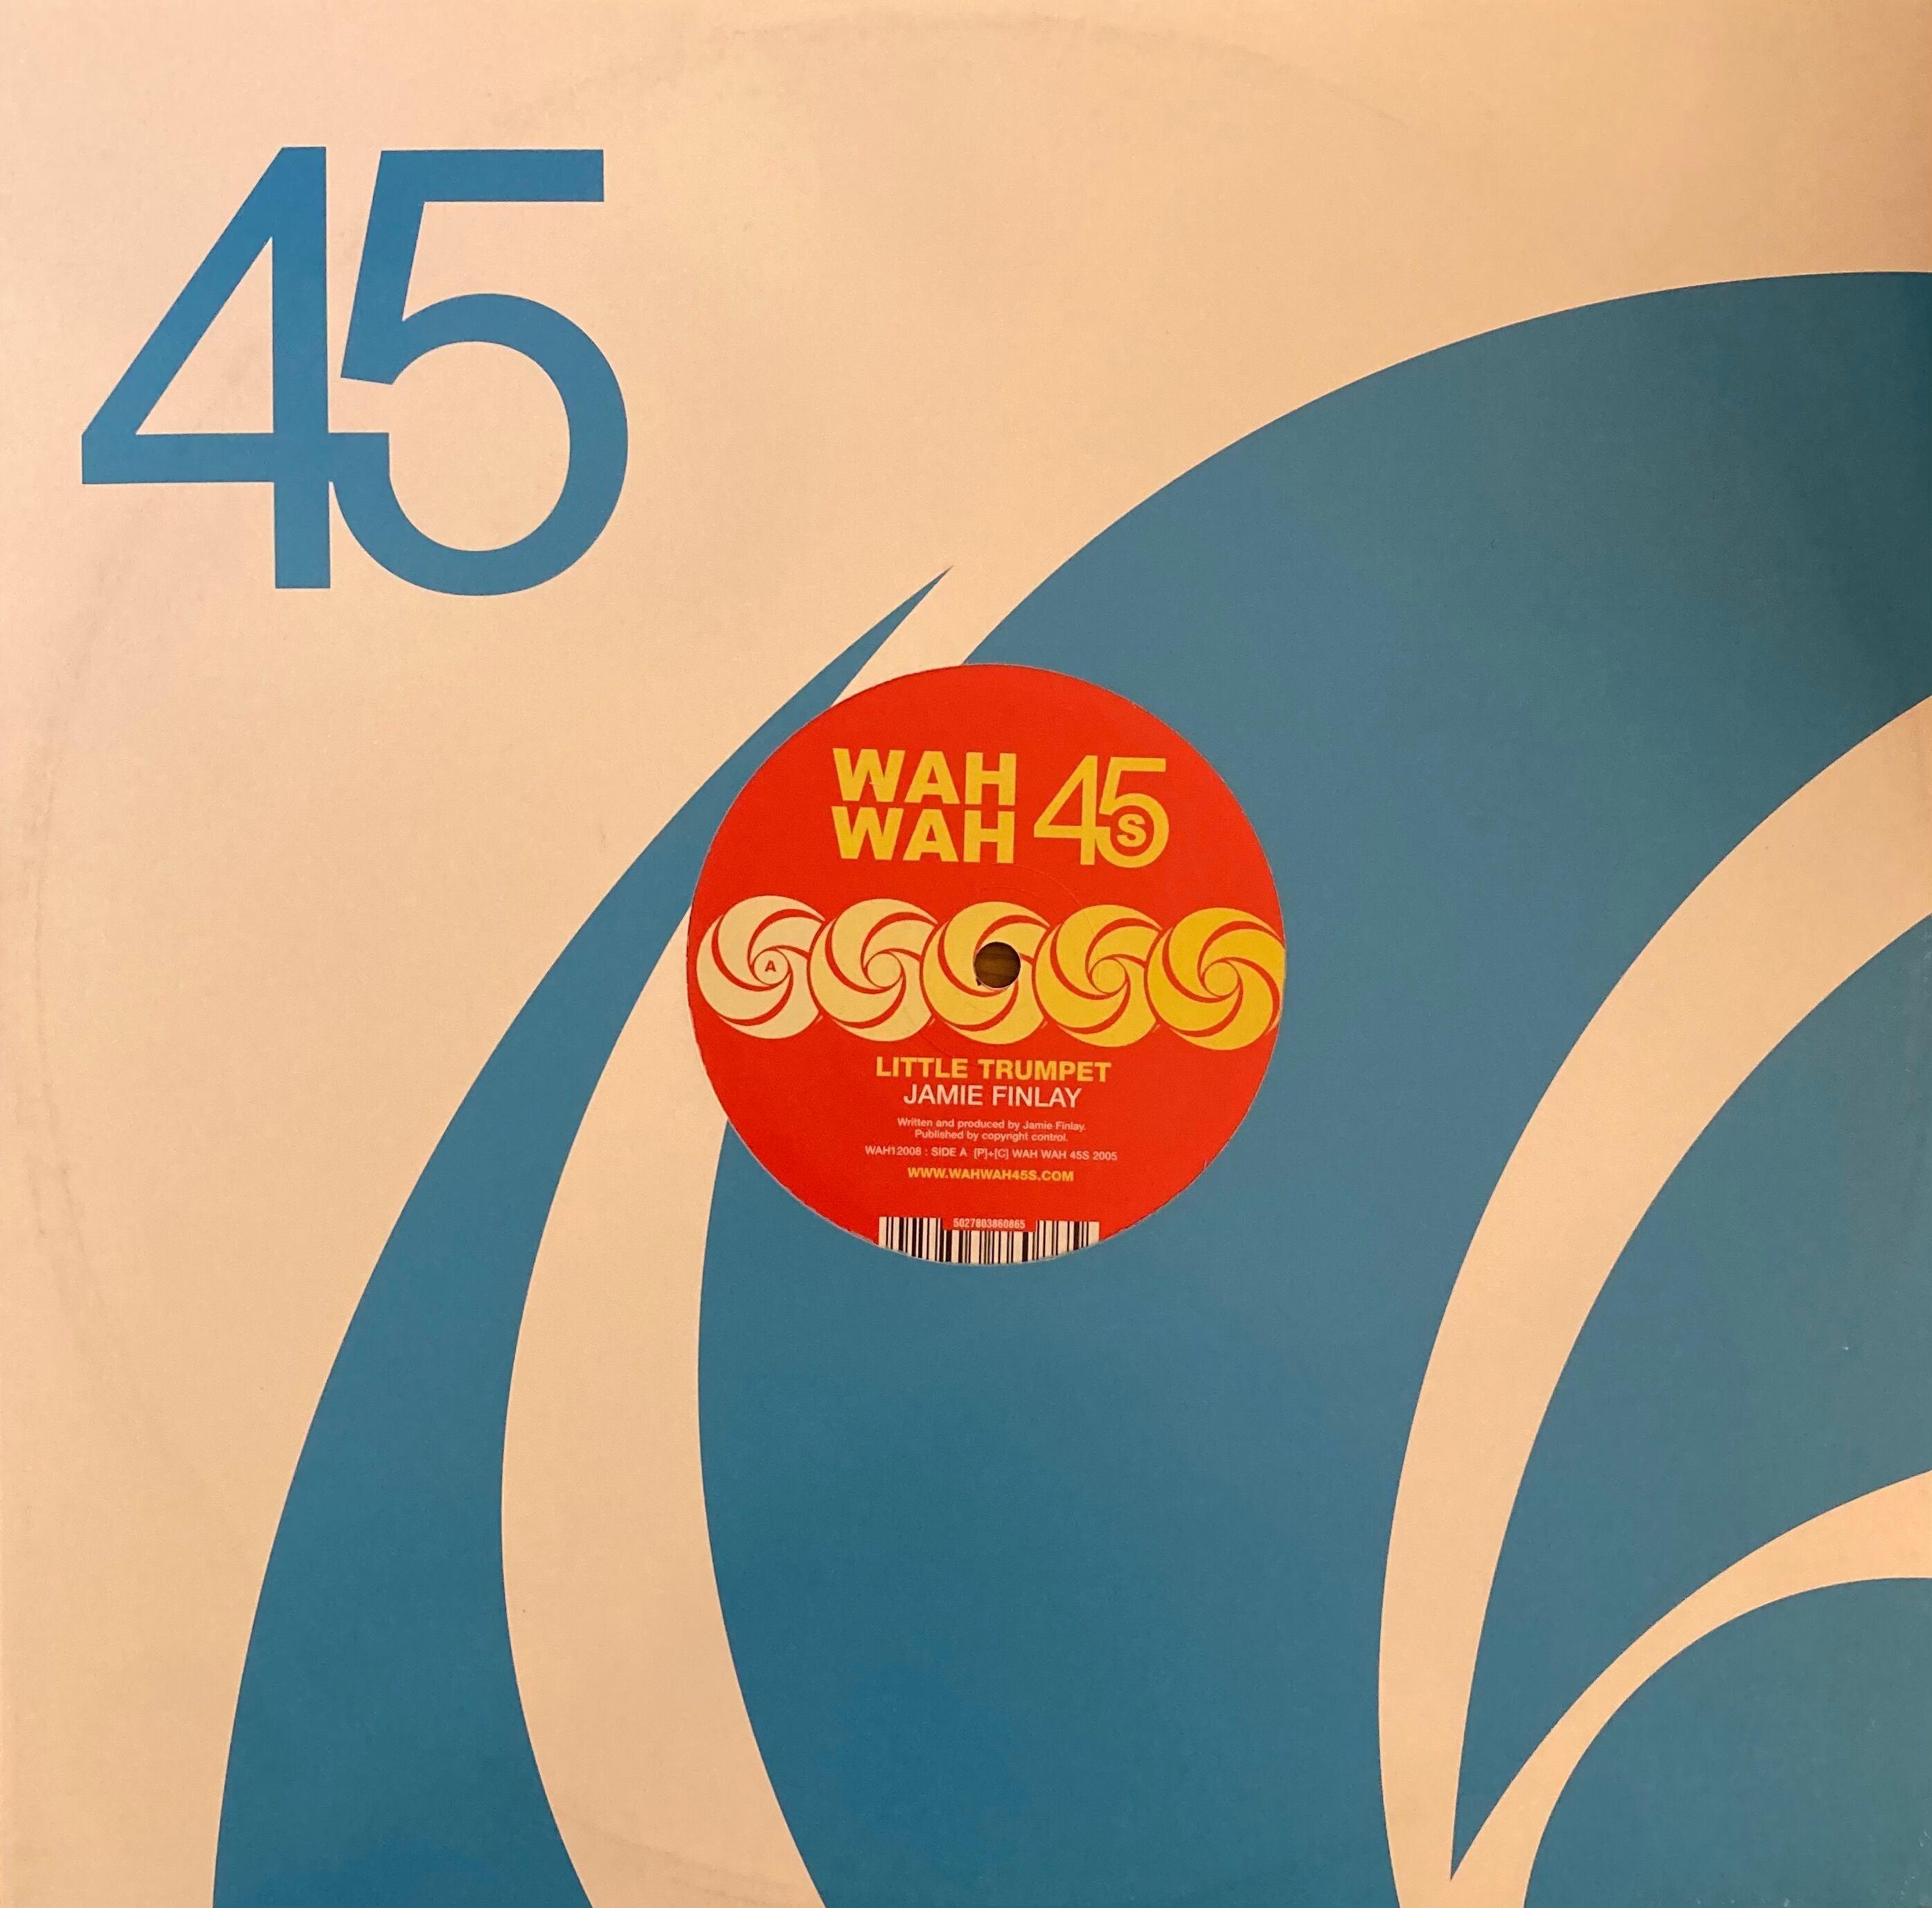 45
WAH
WAH 45s
A
LITTLE TRUMPET
JAMIE FINLAY
Written and produced by Jamie Finlay.
Published by copyright control.
WAH12008 : SIDE A [P]+[C] WAH WAH 45S 2005
WWW.WAHWAH45S.COM
5027803860865